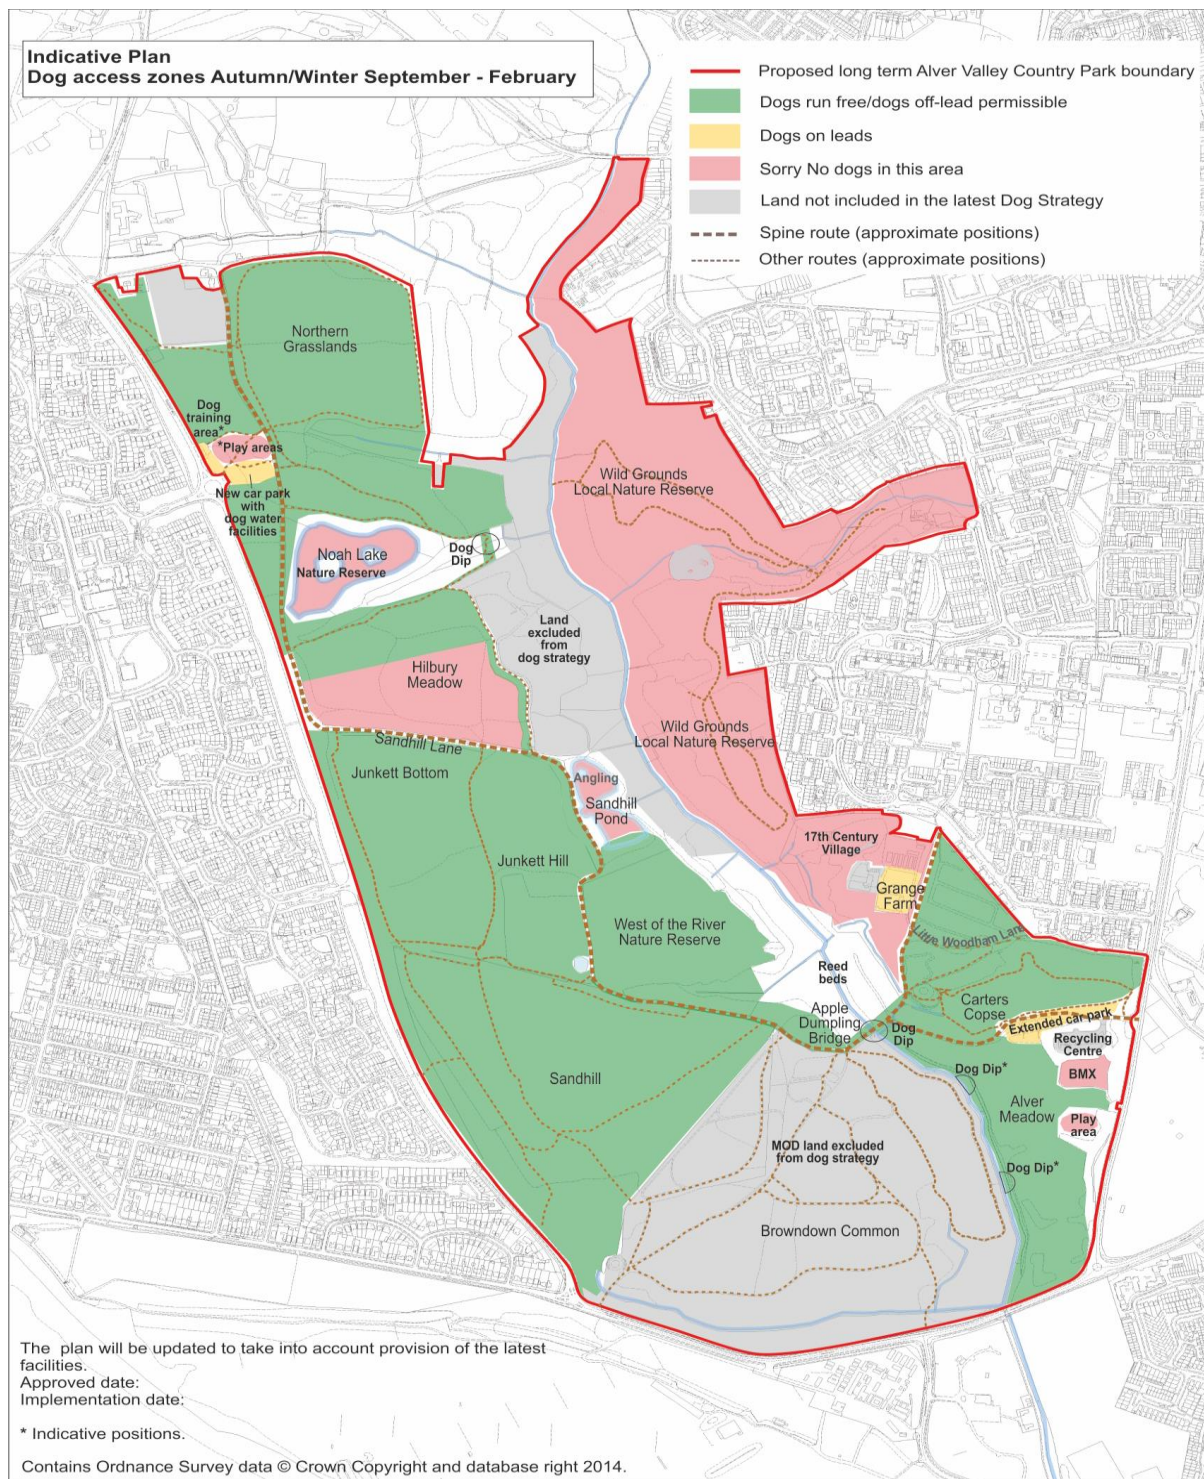 Indicative Plan
Dog access zones Autumn/Winter September - February
Proposed long term Alver Valley Country Park boundary
Dogs run free/dogs off-lead permissible
Dogs on leads
Sorry No dogs in this area
Land not included in the latest Dog Strategy
Spine route (approximate positions)
Other routes (approximate positions)
Northern
Grasslands
Dog
training
area*
*Play areas
New car park
with
dog water
facilities
Noah Lake
Nature Reserve
Dog
Dip
Wild Grounds
Local Nature Reserve
Land
excluded
from
dog strategy
Hilbury
Meadow
Wild Grounds
Local Nature Reserve
Sandhill Lane
Junkett Bottom
Angling
Sandhill
Pond
17th Century
Village
Junkett Hill
Grange
Farm
West of the River
Nature Reserve
Little Woodham Lane
Reed
beds
Carters
Copse
Apple
Dumpling
Bridge
Dog
Dip
Extended car park
Recycling
Centre
Dog Dip*
BMX
Sandhill
Alver
Meadow
Play
area
MOD land excluded
from dog strategy
Dog Dip*
Browndown Common
The plan will be updated to take into account provision of the latest
facilities.
Approved date:
Implementation date:
* Indicative positions.
Contains Ordnance Survey data © Crown Copyright and database right 2014.